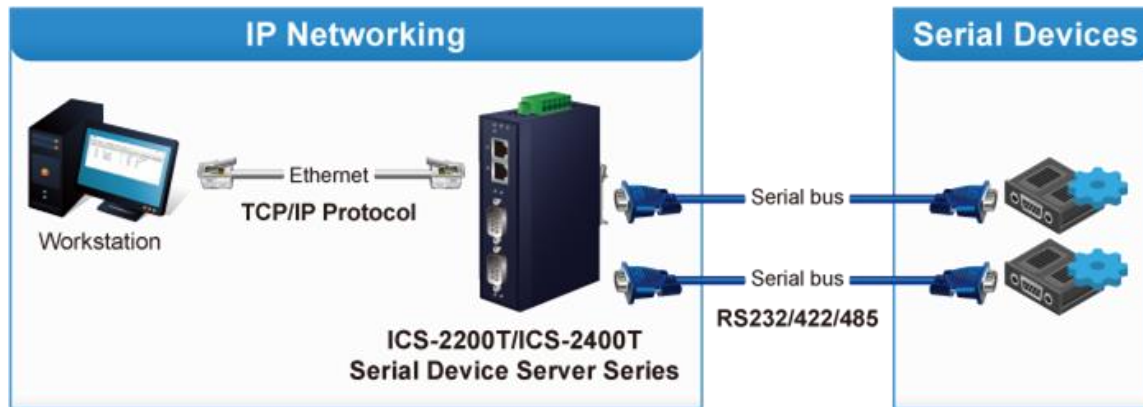 IP Networking
Serial Devices
Ethernet
TCP/IP Protocol
Workstation
Serial bus
Serial bus
RS232/422/485
ICS-2200T/ICS-2400T
Serial Device Server Series